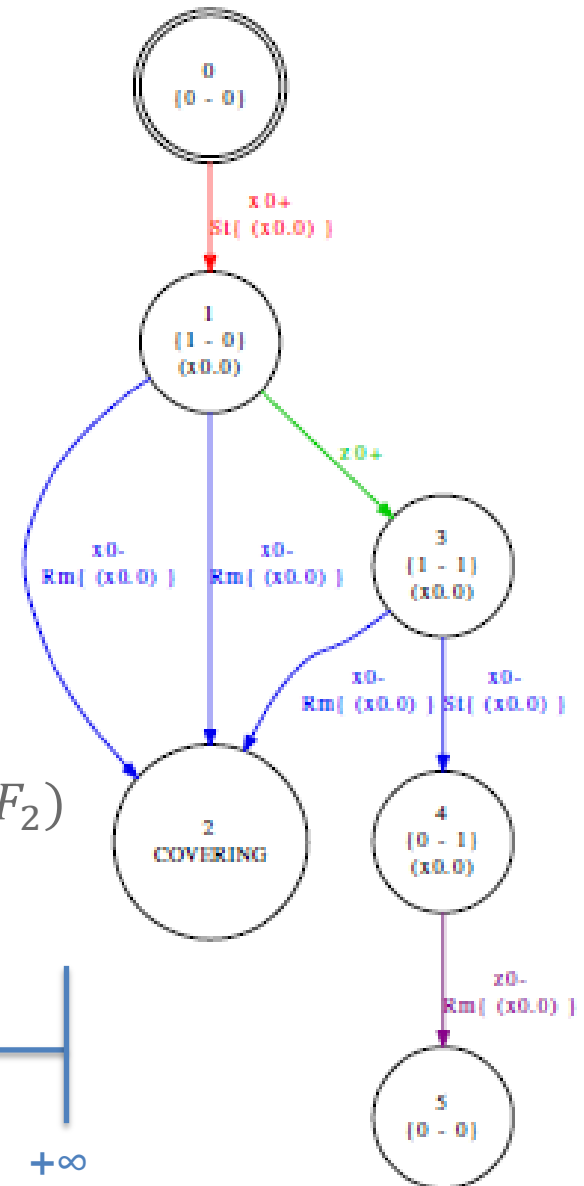 0
{0 - 0}
x0+
St{ (x0.0) }
1
{1 - 0}
(x0.0)
z0+
3
{1 - 1}
(x0.0)
x0-
Rm{ (x0.0) }
x0-
Rm{ (x0.0) }
x0-
Rm{ (x0.0) }
x0-
St{ (x0.0) }
F₂)
2
COVERING
4
{0 - 1}
(x0.0)
z0-
Rm{ (x0.0) }
+∞
5
{0 - 0}